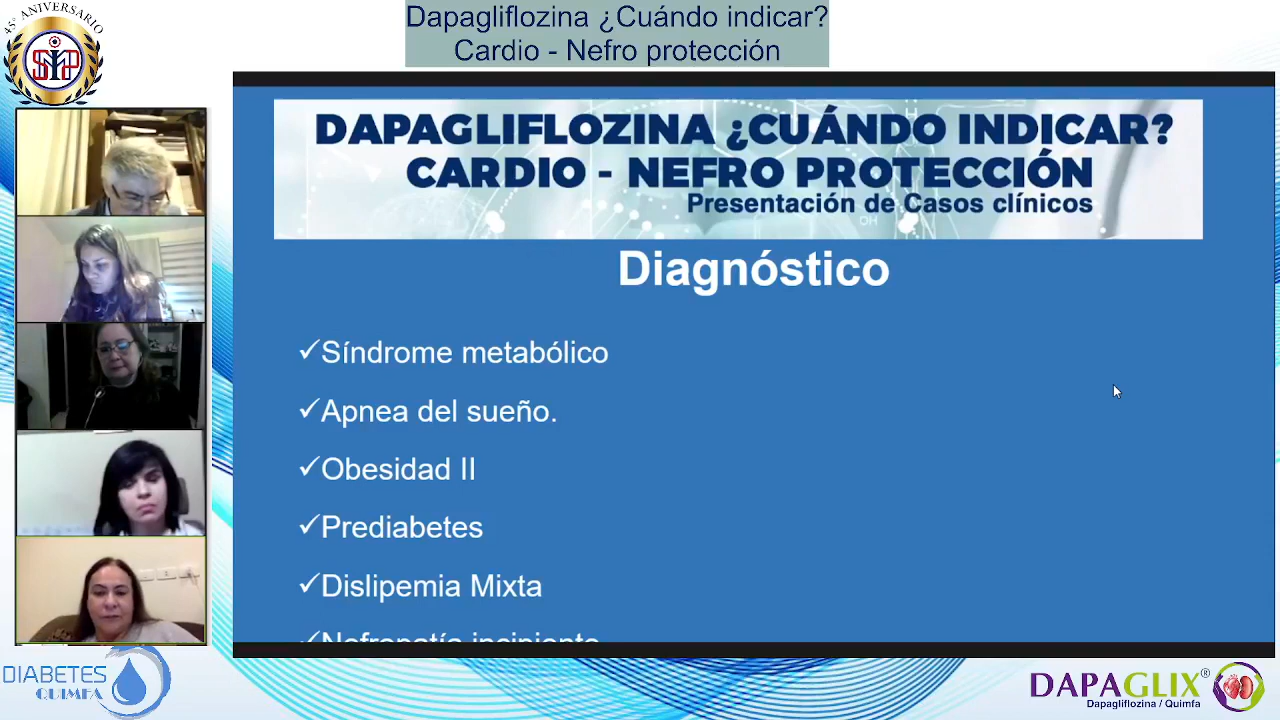 Dapagliflozina ¿Cuándo indicar?
Cardio - Nefro protección
45° ANIVERSARIO
DAPAGLIFLOZINA ¿CUÁNDO INDICAR?
CARDIO - NEFRO PROTECCIÓN
Presentación de Casos clínicos
OH
Diagnóstico
✓Síndrome metabólico
✓Apnea del sueño.
✓Obesidad II
✓Prediabetes
✓Dislipemia Mixta
✓Nefropatía incipiente
DIABETES
QUIMFA
DAPAGLIX®
Dapagliflozina / Quimfa